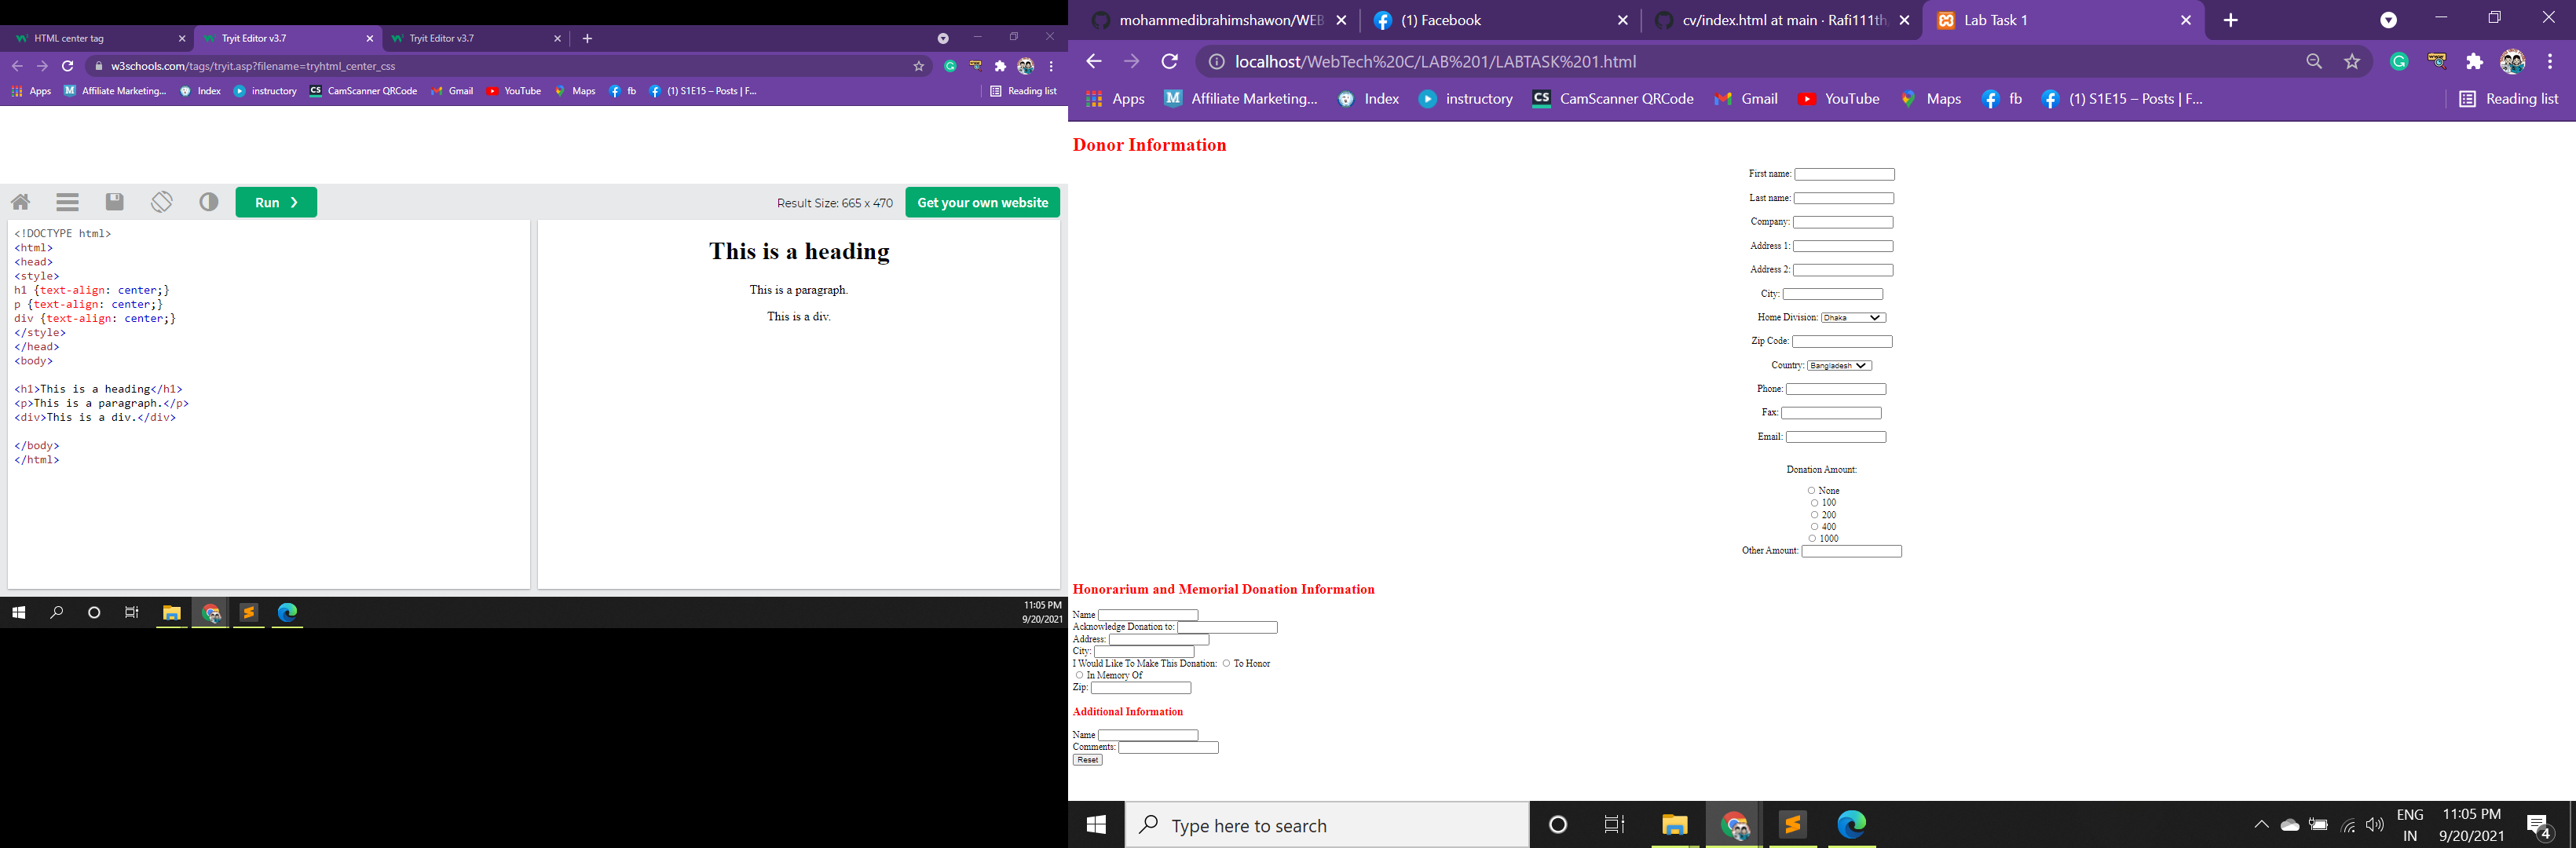 HTML center tag
Tryit Editor v3.7
Tryit Editor v3.7
w3schools.com/tags/tryit.asp?filename=tryhtml_center_css
Apps
Affiliate Marketing...
Index
instructory
CS CamScanner QRCode
Gmail
YouTube
Maps
fb
(1) S1E15 – Posts | F...
Reading list
Run
Result Size: 665 x 470
Get your own website
<!DOCTYPE html>
<html>
<head>
<style>
h1 {text-align: center;}
p {text-align: center;}
div {text-align: center;}
</style>
</head>
<body>
<h1>This is a heading</h1>
<p>This is a paragraph.</p>
<div>This is a div.</div>
</body>
</html>
This is a heading
This is a paragraph.
This is a div.
11:05 PM
9/20/2021
mohammedibrahimshawon/WEB
(1) Facebook
cv/index.html at main · Rafi111th
Lab Task 1
localhost/WebTech%20C/LAB%201/LABTASK%201.html
Apps
M Affiliate Marketing...
Index
instructory
CS CamScanner QRCode
Gmail
YouTube
Maps
fb
(1) S1E15 – Posts | F...
Reading list
Donor Information
First name:
Last name:
Company:
Address 1:
Address 2:
City:
Home Division: Dhaka
Zip Code:
Country: Bangladesh
Phone:
Fax:
Email:
Donation Amount:
None
100
200
400
1000
Other Amount:
Honorarium and Memorial Donation Information
Name
Acknowledge Donation to:
Address:
City:
I Would Like To Make This Donation: To Honor
In Memory Of
Zip:
Additional Information
Name
Comments:
Reset
Type here to search
ENG
IN
11:05 PM
9/20/2021
4